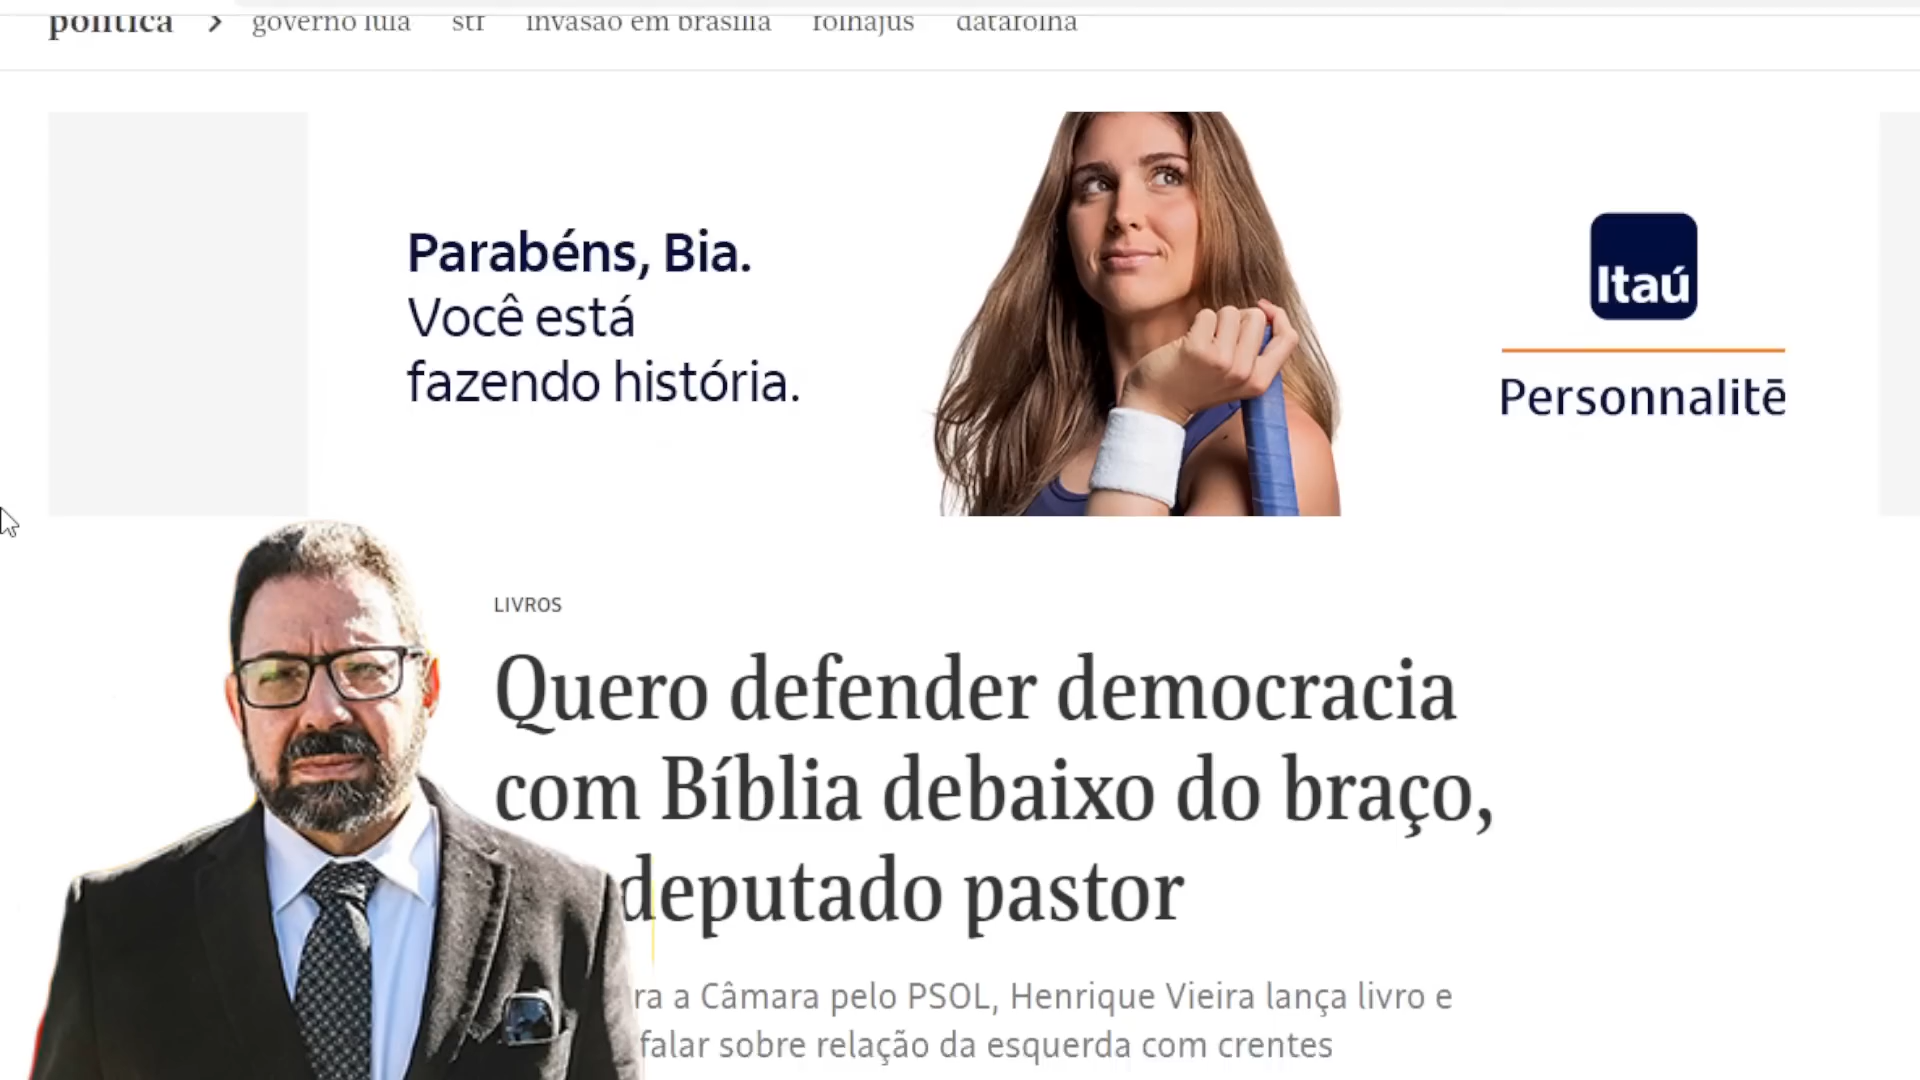 política > governo lula stf invasão em brasília folhajus datafolha
Parabéns, Bia.
Você está
fazendo história.
Itaú
Personnalitē
LIVROS
Quero defender democracia
com Bíblia debaixo do braço,
deputado pastor
ra a Câmara pelo PSOL, Henrique Vieira lança livro e
falar sobre relação da esquerda com crentes